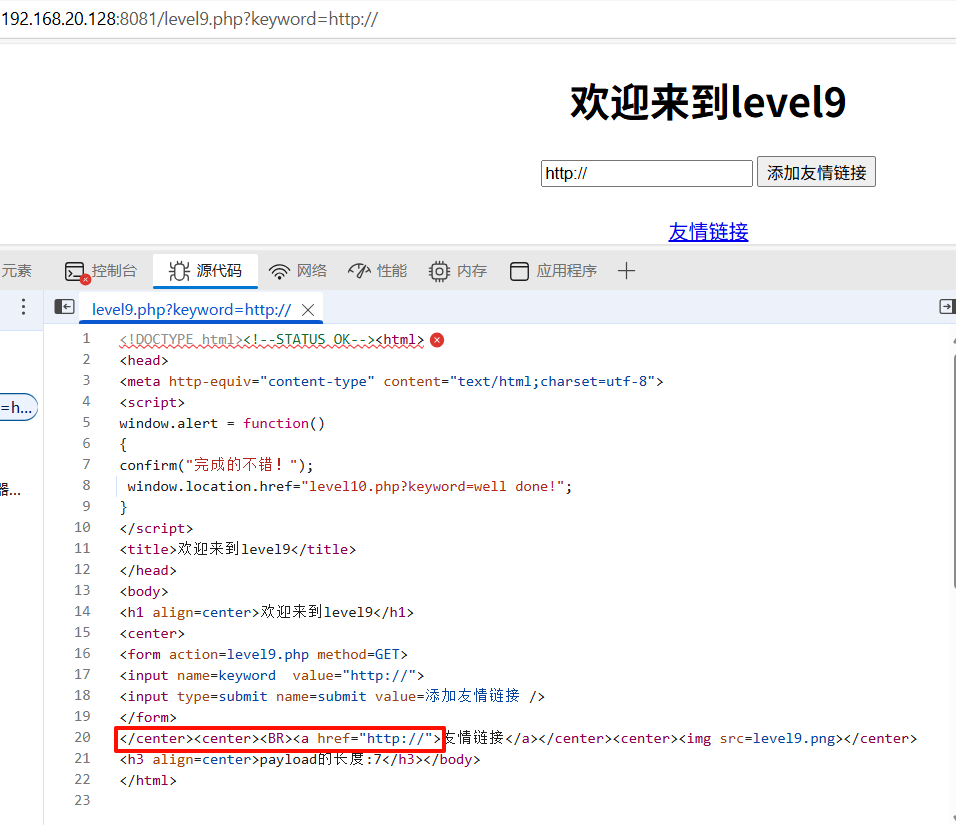 192.168.20.128:8081/level9.php?keyword=http://
欢迎来到level9
http:// 添加友情链接
友情链接
元素 控制台 源代码 网络 性能 内存 应用程序
level9.php?keyword=http://
1 <!DOCTYPE html><!--STATUS OK--><html>
2 <head>
3 <meta http-equiv="content-type" content="text/html;charset=utf-8">
4 <script>
=h...
5 window.alert = function()
6 {
7 confirm("完成的不错！");
8 window.location.href="level10.php?keyword=well done!";
器...
9 }
10 </script>
11 <title>欢迎来到level9</title>
12 </head>
13 <body>
14 <h1 align=center>欢迎来到level9</h1>
15 <center>
16 <form action=level9.php method=GET>
17 <input name=keyword  value="http://">
18 <input type=submit name=submit value=添加友情链接 />
19 </form>
20 </center><center><BR><a href="http://">友情链接</a></center><center><img src=level9.png></center>
21 <h3 align=center>payload的长度:7</h3></body>
22 </html>
23